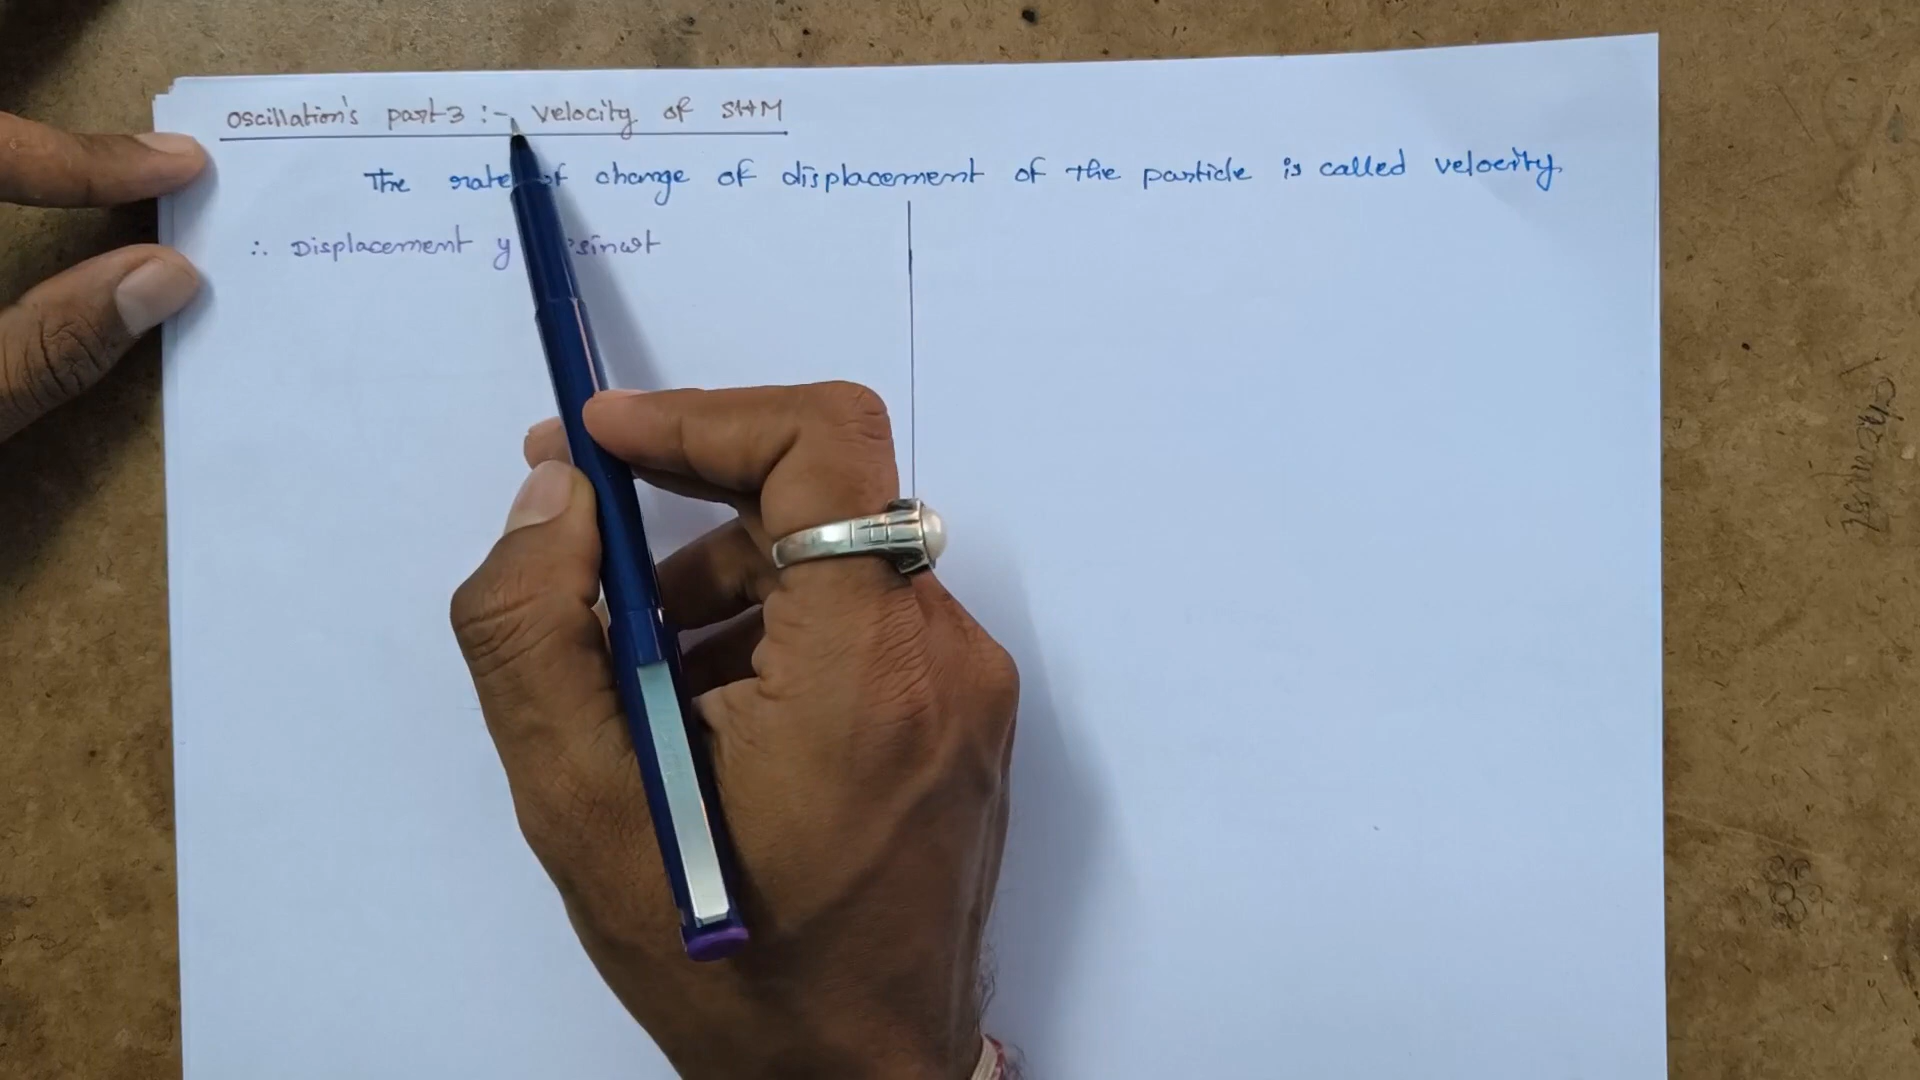 Oscillation's part-3 :- velocity of SHM
The rate of change of displacement of the particle is called velocity.
∴ Displacement y sinωt